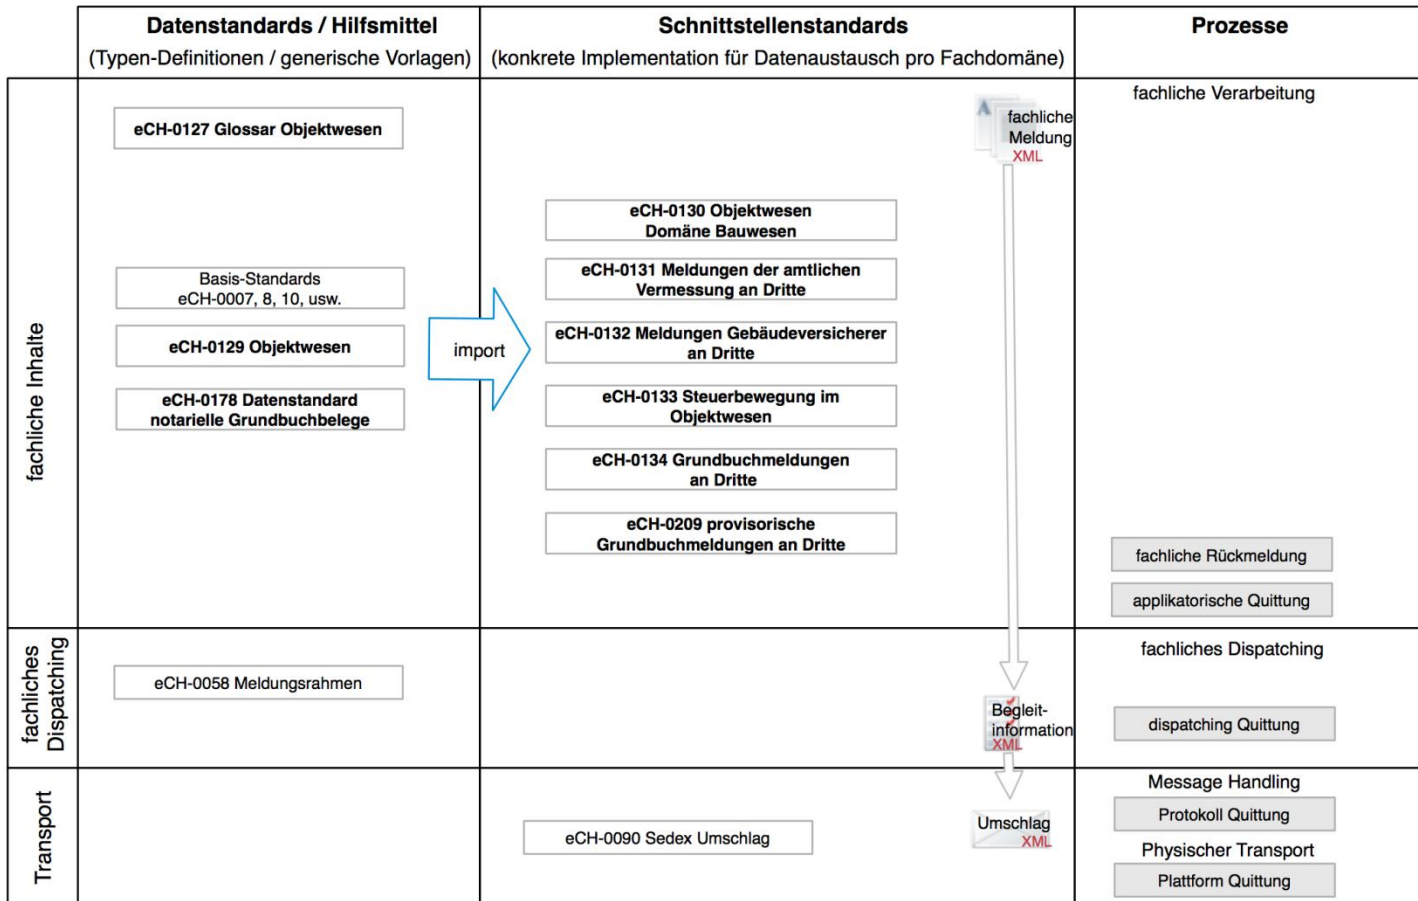 Datenstandards / Hilfsmittel
(Typen-Definitionen / generische Vorlagen)
Schnittstellenstandards
(konkrete Implementation für Datenaustausch pro Fachdomäne)
Prozesse
fachliche Inhalte
eCH-0127 Glossar Objektwesen
Basis-Standards
eCH-0007, 8, 10, usw.
eCH-0129 Objektwesen
eCH-0178 Datenstandard
notarielle Grundbuchbelege
import
eCH-0130 Objektwesen
Domäne Bauwesen
eCH-0131 Meldungen der amtlichen
Vermessung an Dritte
eCH-0132 Meldungen Gebäudeversicherer
an Dritte
eCH-0133 Steuerbewegung im
Objektwesen
eCH-0134 Grundbuchmeldungen
an Dritte
eCH-0209 provisorische
Grundbuchmeldungen an Dritte
A
fachliche
Meldung
XML
fachliche Verarbeitung
fachliche Rückmeldung
applikatorische Quittung
fachliches
Dispatching
eCH-0058 Meldungsrahmen
Begleit-
information
XML
fachliches Dispatching
dispatching Quittung
Transport
eCH-0090 Sedex Umschlag
Umschlag
XML
Message Handling
Protokoll Quittung
Physischer Transport
Plattform Quittung